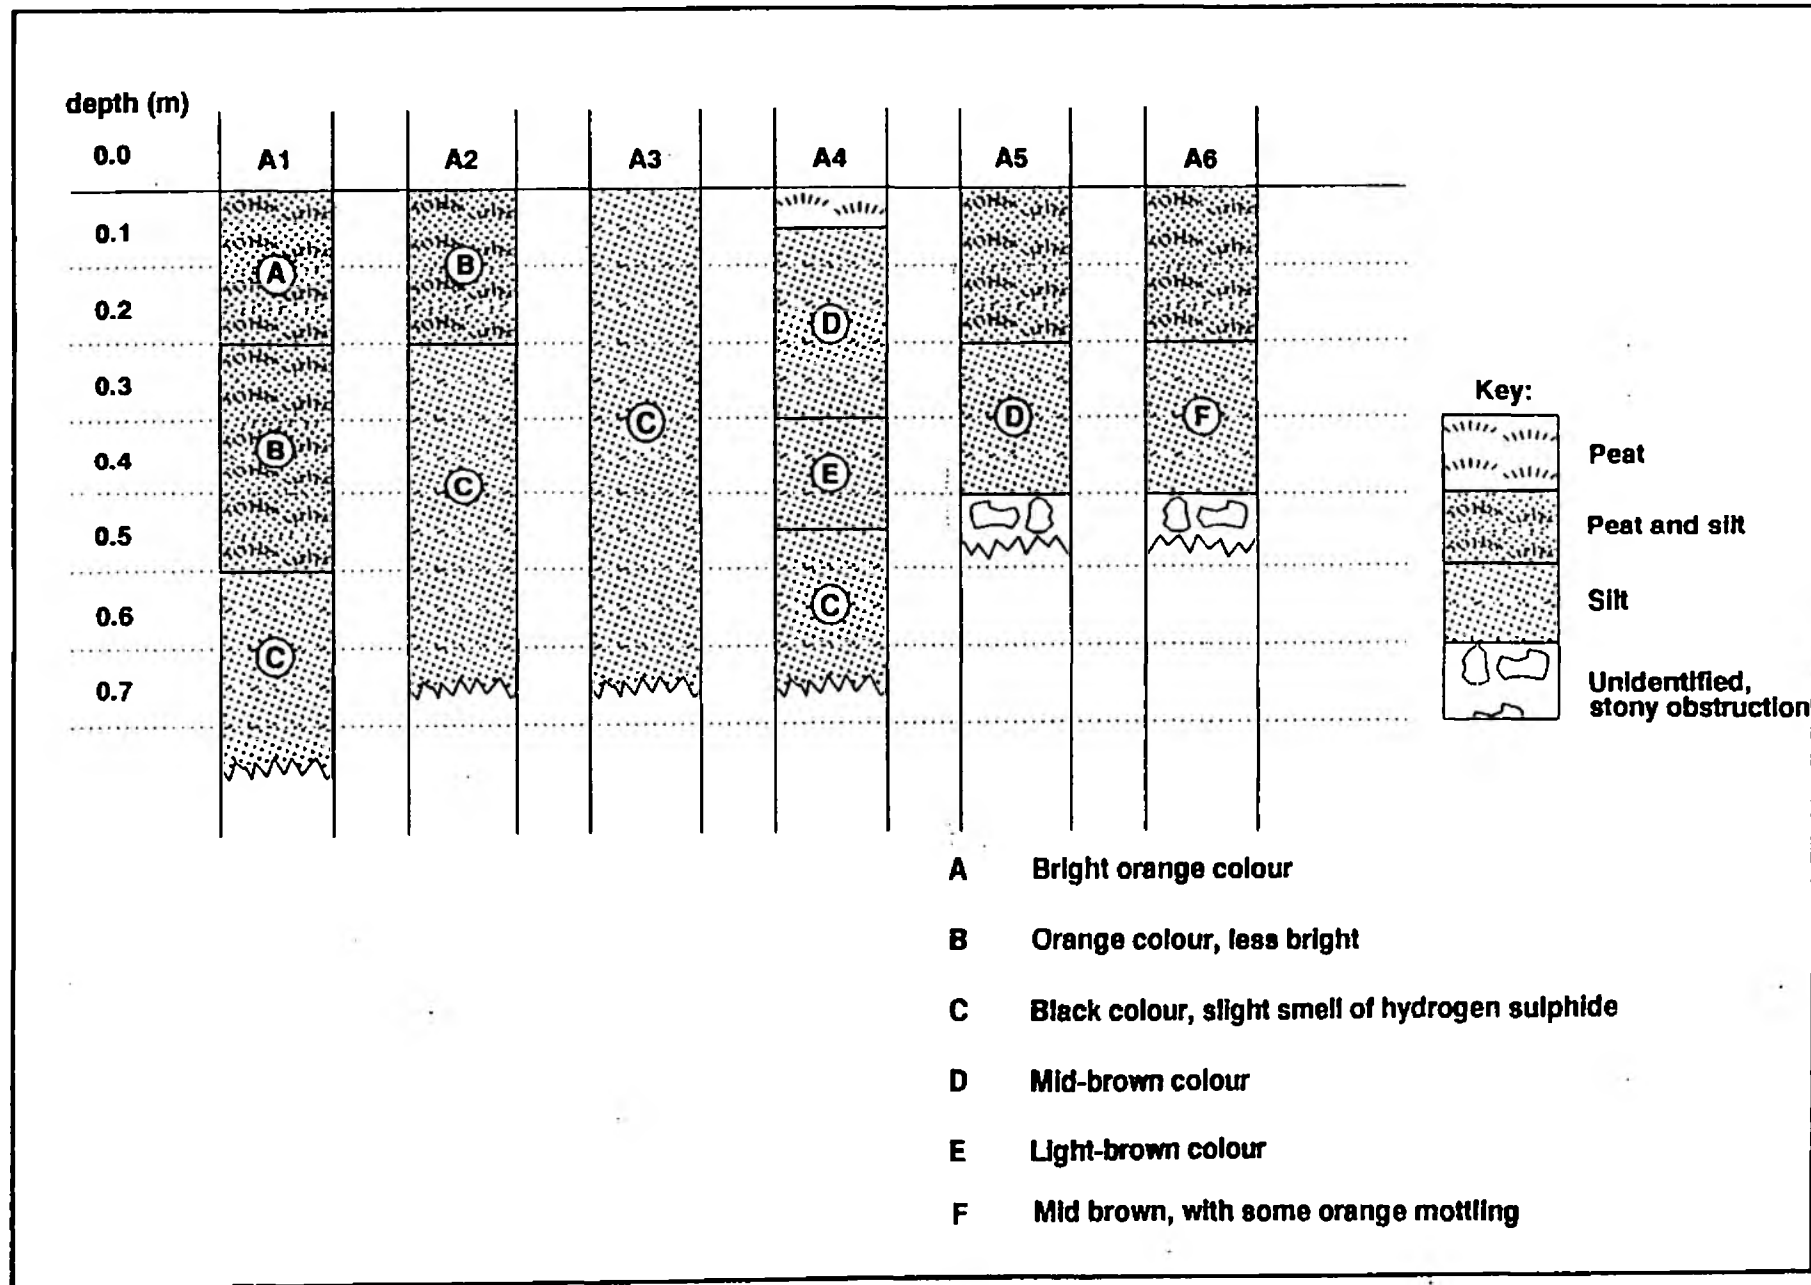 depth (m)
0.0 A1 A2 A3 A4 A5 A6
0.1
A B
0.2
D
0.3
Key:
C D F
B
0.4
Peat
E
C
0.5
Peat and silt
C
0.6
Silt
C
0.7
Unidentified,
stony obstruction
A Bright orange colour
B Orange colour, less bright
C Black colour, slight smell of hydrogen sulphide
D Mid-brown colour
E Light-brown colour
F Mid brown, with some orange mottling